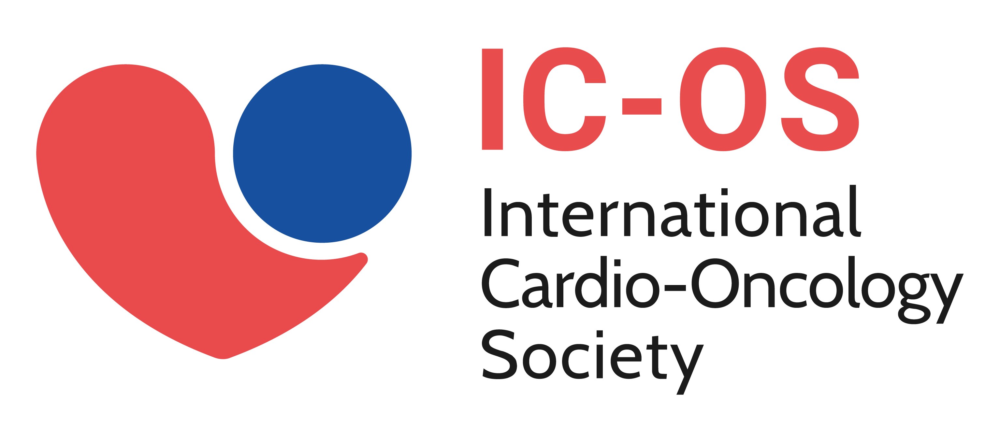 IC-OS
International
Cardio-Oncology
Society